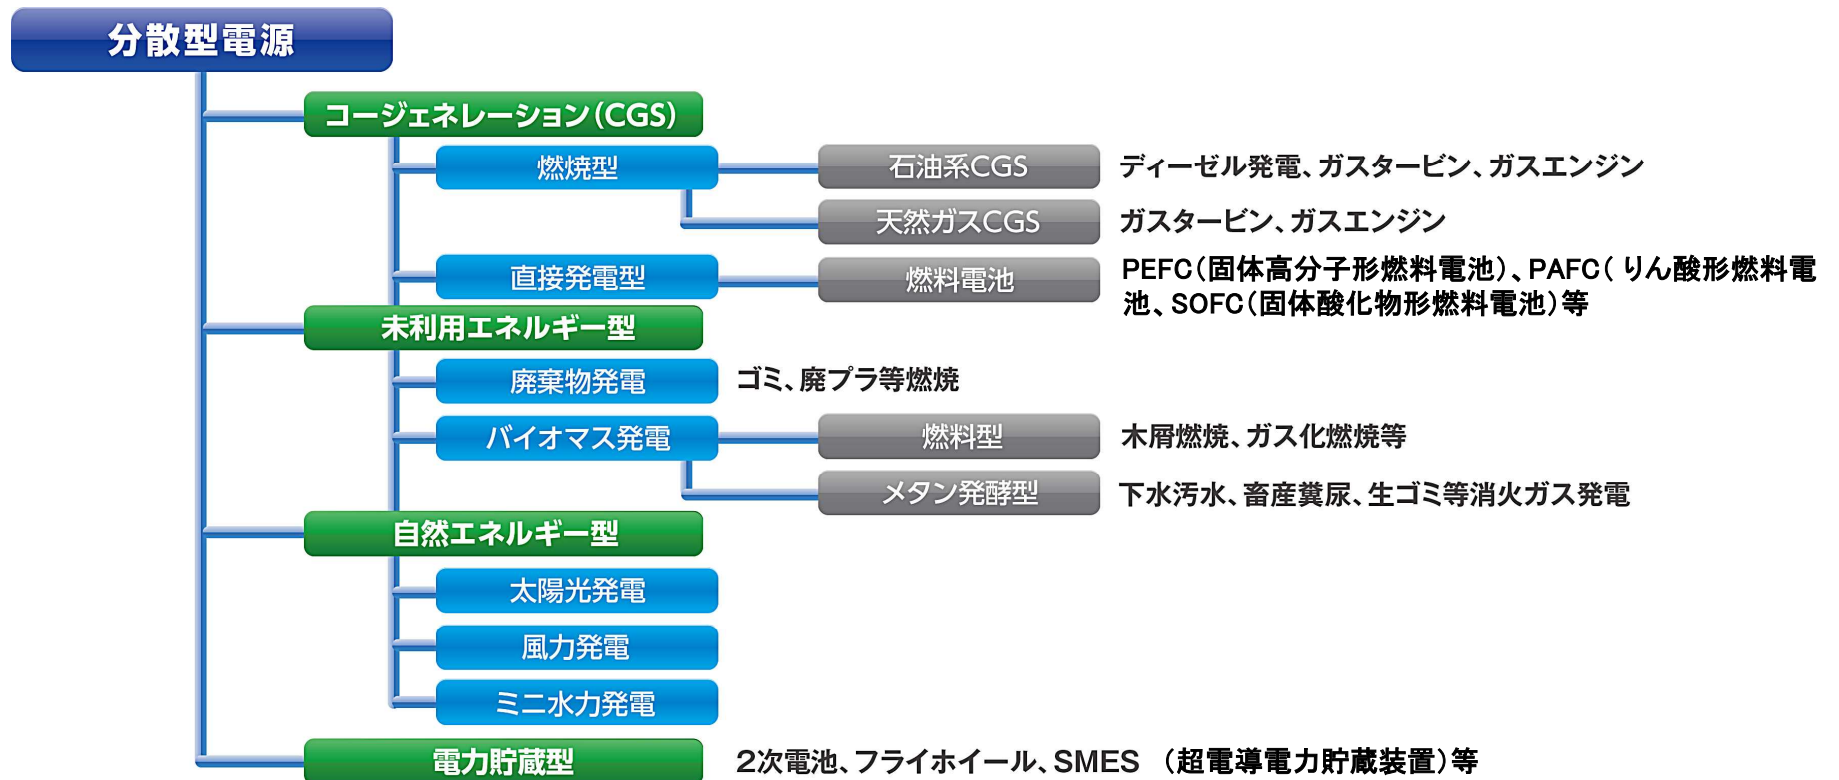 分散型電源
コージェネレーション(CGS)
燃焼型
石油系CGS
ディーゼル発電、ガスタービン、ガスエンジン
天然ガスCGS
ガスタービン、ガスエンジン
直接発電型
燃料電池
PEFC(固体高分子形燃料電池)、PAFC( りん酸形燃料電
池、SOFC(固体酸化物形燃料電池)等
未利用エネルギー型
廃棄物発電
ゴミ、廃プラ等燃焼
バイオマス発電
燃料型
木屑燃焼、ガス化燃焼等
メタン発酵型
下水汚水、畜産糞尿、生ゴミ等消火ガス発電
自然エネルギー型
太陽光発電
風力発電
ミニ水力発電
電力貯蔵型
2次電池、フライホイール、SMES (超電導電力貯蔵装置)等